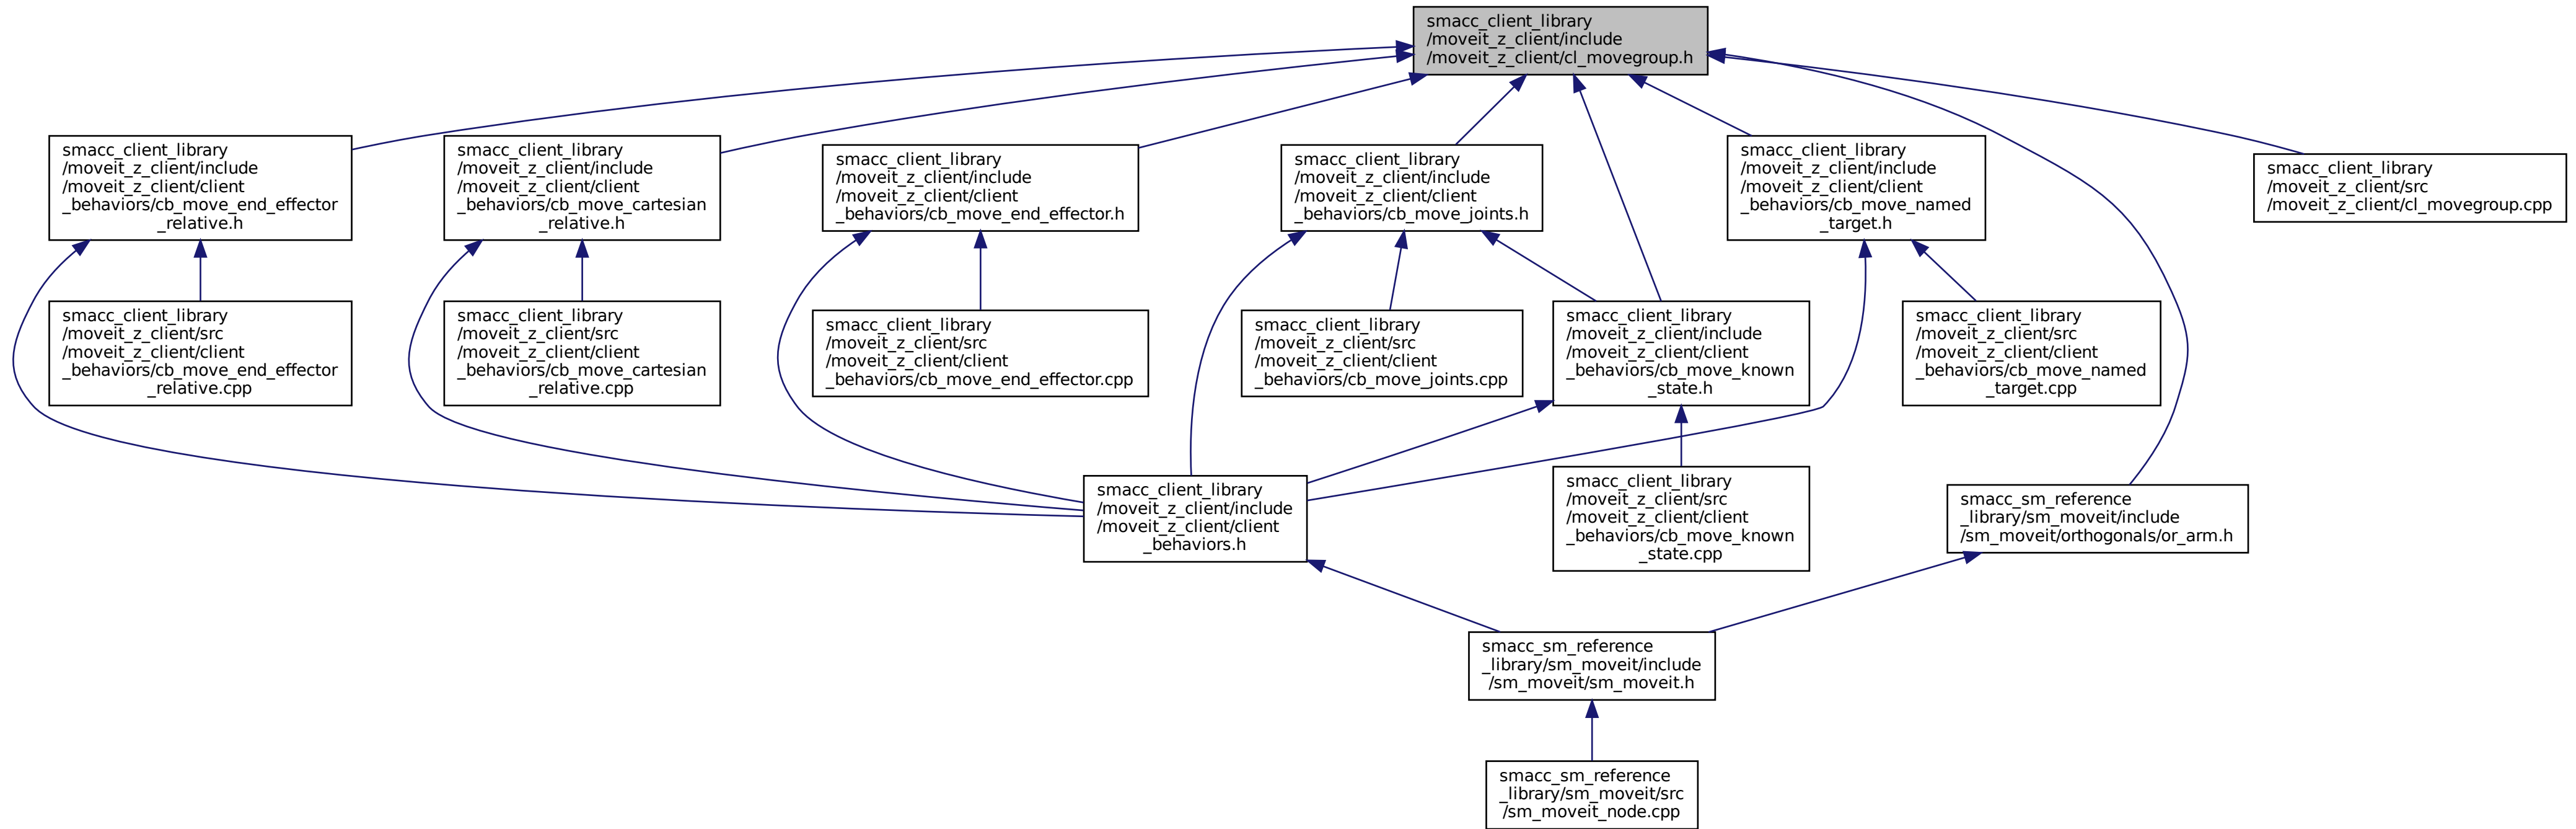 smacc_client_library
/moveit_z_client/include
/moveit_z_client/cl_movegroup.h
smacc_client_library
/moveit_z_client/include
/moveit_z_client/client
_behaviors/cb_move_end_effector
_relative.h
smacc_client_library
/moveit_z_client/include
/moveit_z_client/client
_behaviors/cb_move_cartesian
_relative.h
smacc_client_library
/moveit_z_client/include
/moveit_z_client/client
_behaviors/cb_move_end_effector.h
smacc_client_library
/moveit_z_client/include
/moveit_z_client/client
_behaviors/cb_move_joints.h
smacc_client_library
/moveit_z_client/include
/moveit_z_client/client
_behaviors/cb_move_named
_target.h
smacc_client_library
/moveit_z_client/src
/moveit_z_client/cl_movegroup.cpp
smacc_client_library
/moveit_z_client/src
/moveit_z_client/client
_behaviors/cb_move_end_effector
_relative.cpp
smacc_client_library
/moveit_z_client/src
/moveit_z_client/client
_behaviors/cb_move_cartesian
_relative.cpp
smacc_client_library
/moveit_z_client/src
/moveit_z_client/client
_behaviors/cb_move_end_effector.cpp
smacc_client_library
/moveit_z_client/src
/moveit_z_client/client
_behaviors/cb_move_joints.cpp
smacc_client_library
/moveit_z_client/include
/moveit_z_client/client
_behaviors/cb_move_known
_state.h
smacc_client_library
/moveit_z_client/src
/moveit_z_client/client
_behaviors/cb_move_named
_target.cpp
smacc_client_library
/moveit_z_client/include
/moveit_z_client/client
_behaviors.h
smacc_client_library
/moveit_z_client/src
/moveit_z_client/client
_behaviors/cb_move_known
_state.cpp
smacc_sm_reference
_library/sm_moveit/include
/sm_moveit/orthogonals/or_arm.h
smacc_sm_reference
_library/sm_moveit/include
/sm_moveit/sm_moveit.h
smacc_sm_reference
_library/sm_moveit/src
/sm_moveit_node.cpp